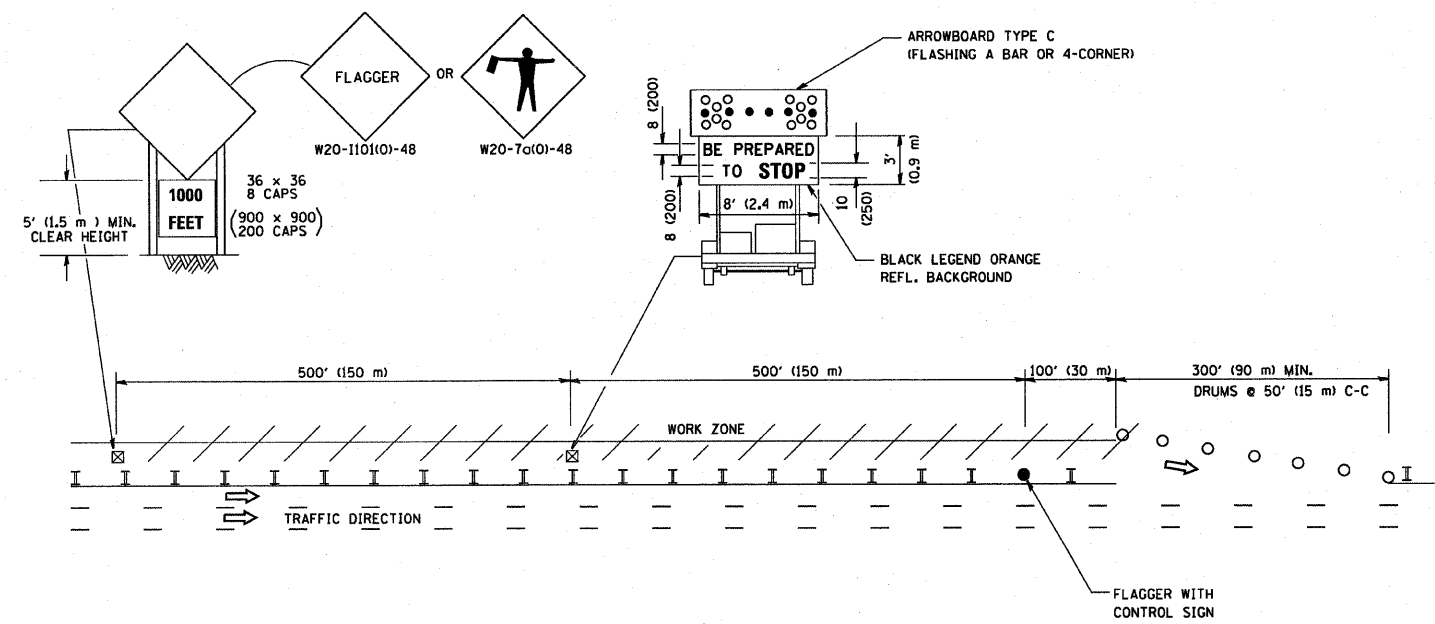 ARROWBOARD TYPE C
(FLASHING A BAR OR 4-CORNER)
FLAGGER
OR
W20-I101(O)-48
W20-7a(O)-48
8 (200)
BE PREPARED
TO STOP
3'
(0.9 m)
8 (200)
8' (2.4 m)
10
(250)
1000
FEET
36 x 36
8 CAPS
(900 x 900)
200 CAPS
5' (1.5 m ) MIN.
CLEAR HEIGHT
BLACK LEGEND ORANGE
REFL. BACKGROUND
500' (150 m)
500' (150 m)
100' (30 m)
300' (90 m) MIN.
DRUMS @ 50' (15 m) C-C
WORK ZONE
TRAFFIC DIRECTION
FLAGGER WITH
CONTROL SIGN